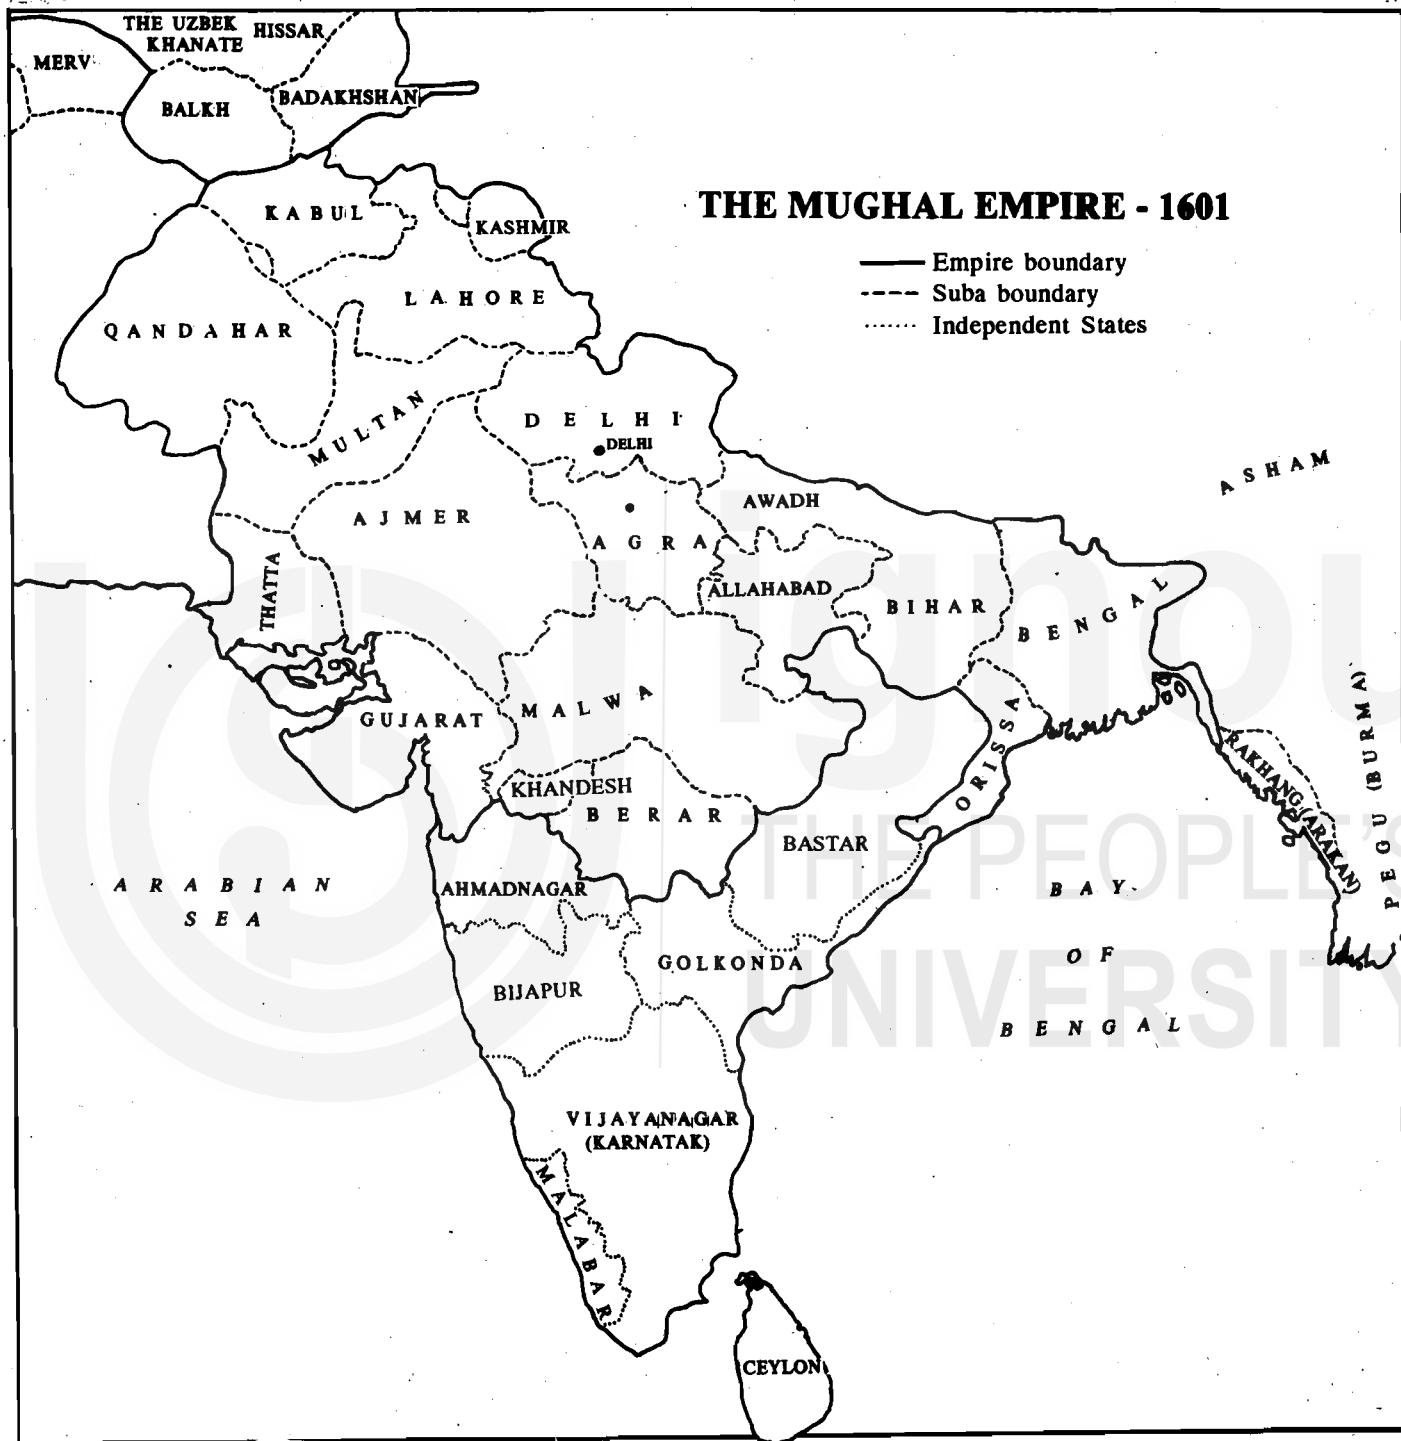 THE UZBEK
KHANATE
HISSAR
MERV
BALKH
BADAKHSHAN
KABUL
KASHMIR
THE MUGHAL EMPIRE - 1601
Empire boundary
Suba boundary
Independent States
LAHORE
QANDAHAR
MULTAN
DELHI
DELHI
ASHAM
AJMER
AWADH
AGRA
THATTA
ALLAHABAD
BIHAR
BENGAL
ignou
MALWA
GUJARAT
ORISSA
KHANDESH
BERAR
RAKHANG (ARAKAN)
PEGU (BURMA)
BASTAR
THE PEOPLE'S
UNIVERSITY
ARABIAN
SEA
AHMADNAGAR
BAY
OF
BENGAL
GOLKONDA
BIJAPUR
VIJAYANAGAR
(KARNATAK)
MALABAR
CEYLON